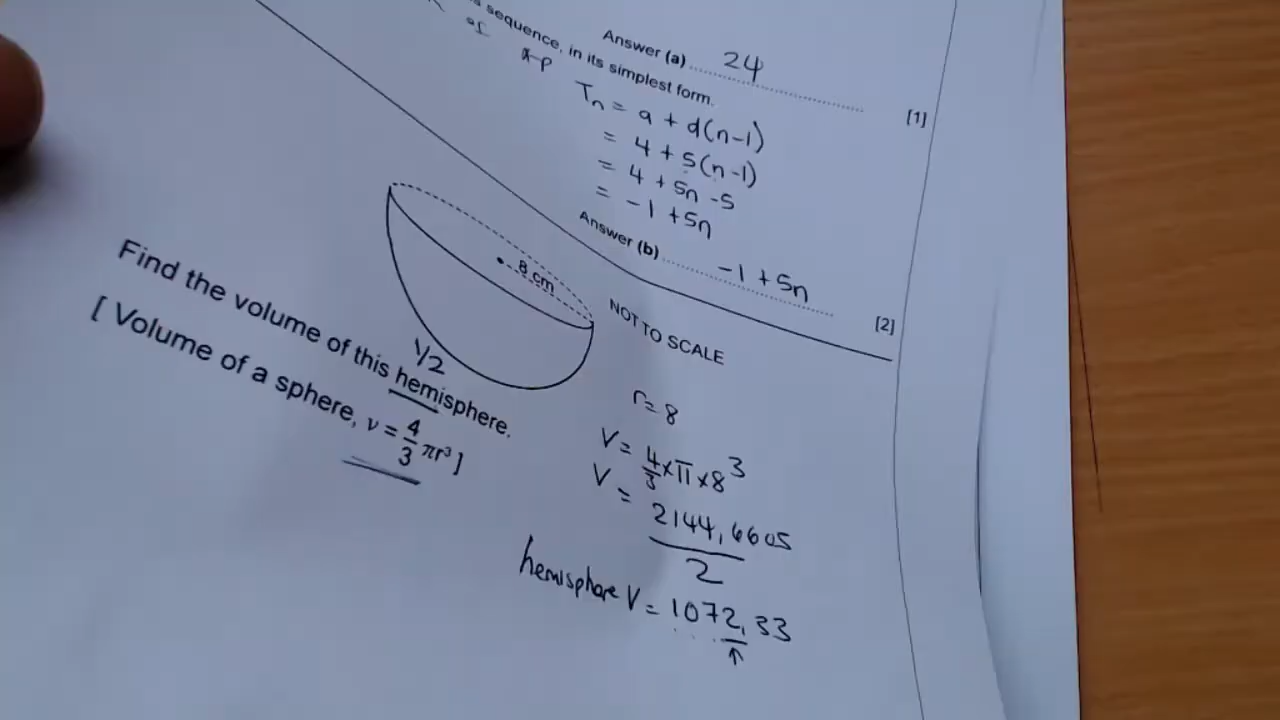 Answer (a) 24
[1]
sequence, in its simplest form.
Tn = a + d(n-1)
= 4 + 5(n-1)
= 4 + 5n -5
= -1 + 5n
Answer (b) -1 + 5n
[2]
8 cm
NOT TO SCALE
1/2
Find the volume of this hemisphere.
[ Volume of a sphere, v = 4/3 πr³ ]
r= 8
V = 4/3 × π × 8³
V = 2144,6605
2
hemisphere V = 1072,33